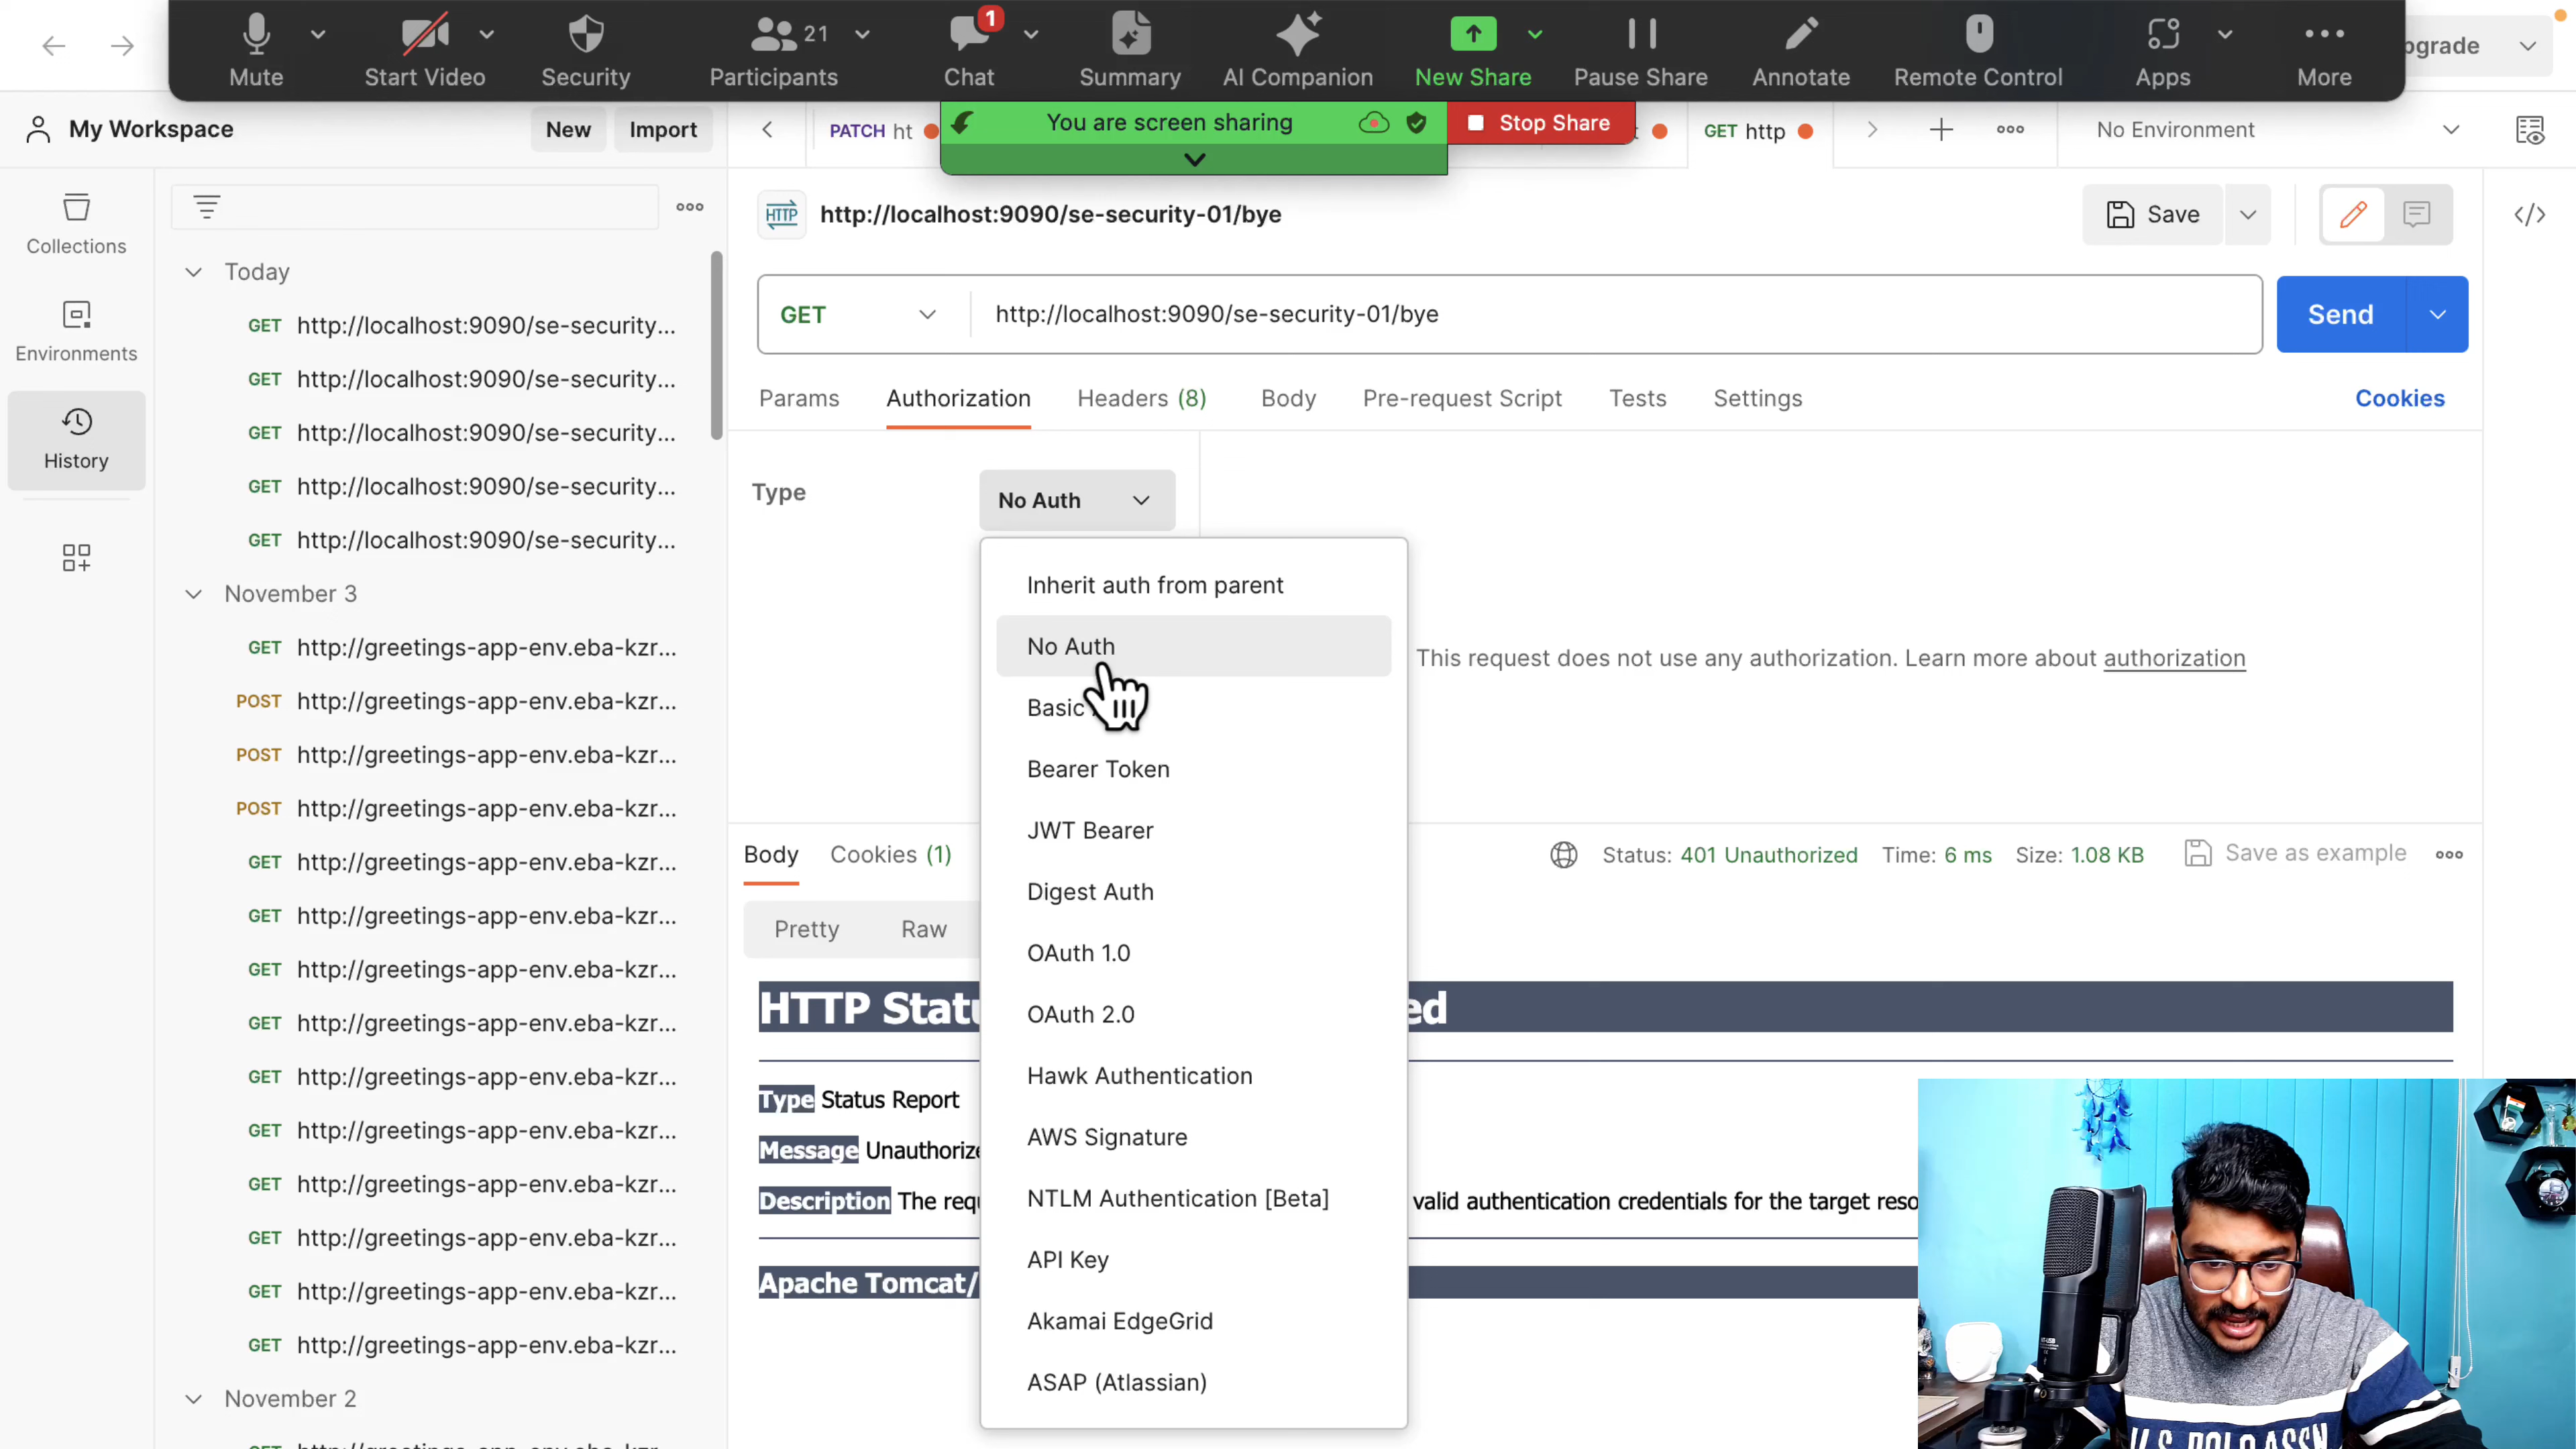 Mute
Start Video
Security
21
Participants
1
Chat
Summary
AI Companion
New Share
Pause Share
Annotate
Remote Control
Apps
More
You are screen sharing
Stop Share
My Workspace
New
Import
PATCH ht
GET http
No Environment
Collections
Environments
History
Today
GET http://localhost:9090/se-security...
GET http://localhost:9090/se-security...
GET http://localhost:9090/se-security...
GET http://localhost:9090/se-security...
GET http://localhost:9090/se-security...
November 3
GET http://greetings-app-env.eba-kzr...
POST http://greetings-app-env.eba-kzr...
POST http://greetings-app-env.eba-kzr...
POST http://greetings-app-env.eba-kzr...
GET http://greetings-app-env.eba-kzr...
GET http://greetings-app-env.eba-kzr...
GET http://greetings-app-env.eba-kzr...
GET http://greetings-app-env.eba-kzr...
GET http://greetings-app-env.eba-kzr...
GET http://greetings-app-env.eba-kzr...
GET http://greetings-app-env.eba-kzr...
GET http://greetings-app-env.eba-kzr...
GET http://greetings-app-env.eba-kzr...
GET http://greetings-app-env.eba-kzr...
November 2
HTTP http://localhost:9090/se-security-01/bye
Save
GET http://localhost:9090/se-security-01/bye
Send
Params
Authorization
Headers (8)
Body
Pre-request Script
Tests
Settings
Cookies
Type
No Auth
Inherit auth from parent
No Auth
Basic
Bearer Token
JWT Bearer
Digest Auth
OAuth 1.0
OAuth 2.0
Hawk Authentication
AWS Signature
NTLM Authentication [Beta]
API Key
Akamai EdgeGrid
ASAP (Atlassian)
This request does not use any authorization. Learn more about authorization
Body
Cookies (1)
Status: 401 Unauthorized Time: 6 ms Size: 1.08 KB
Save as example
Pretty
Raw
HTTP Statu
ed
Type Status Report
Message Unauthorize
Description The req
valid authentication credentials for the target reso
Apache Tomcat/